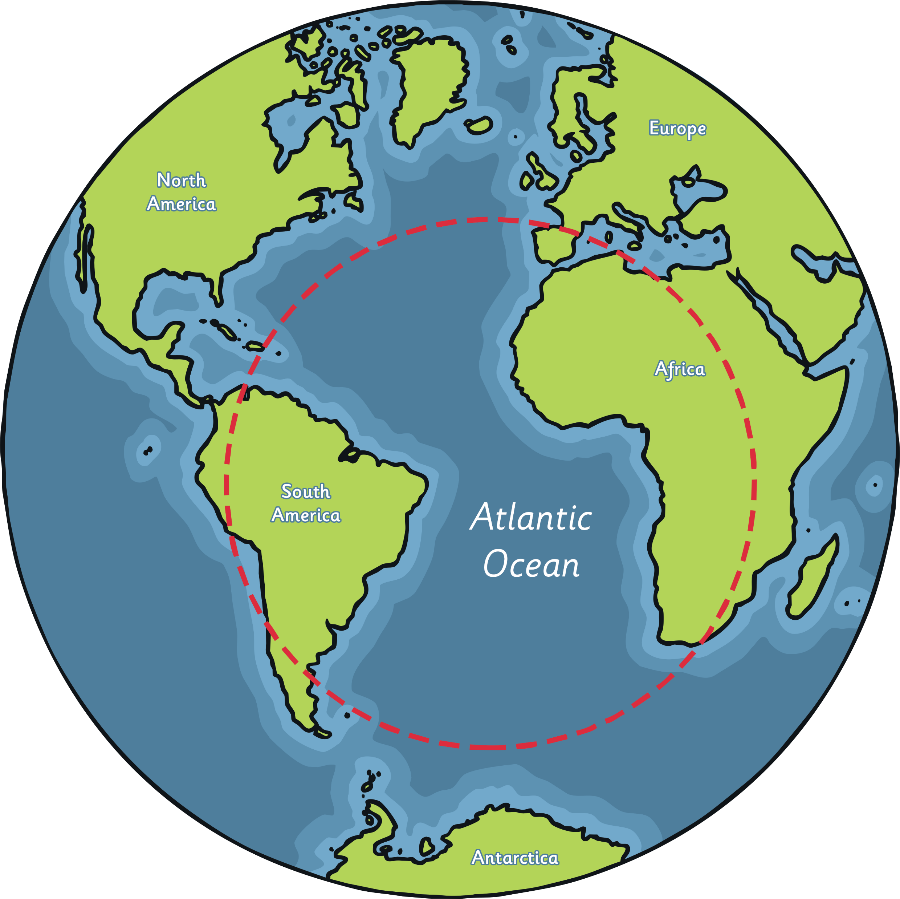 Europe
North
America
Africa
South
America
Atlantic
Ocean
Antarctica